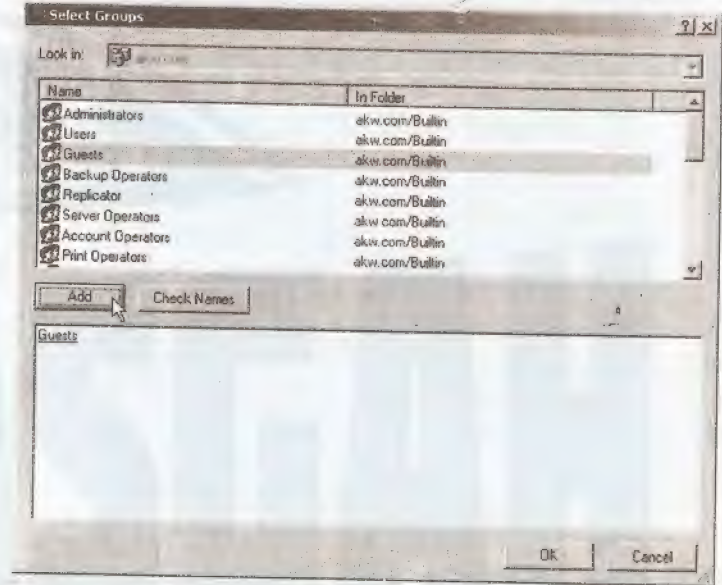 Select Groups
Look in:
Name In Folder
Administrators akw.com/Builtin
Users akw.com/Builtin
Guests akw.com/Builtin
Backup Operators akw.com/Builtin
Replicator akw.com/Builtin
Server Operators akw.com/Builtin
Account Operators akw.com/Builtin
Print Operators akw.com/Builtin
Add Check Names
Guests
OK Cancel